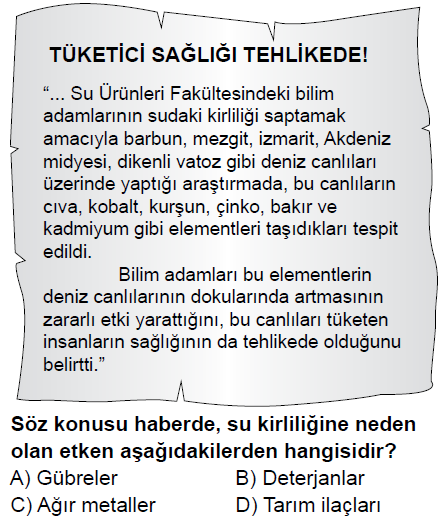 TÜKETİCİ SAĞLIĞI TEHLİKEDE!
“... Su Ürünleri Fakültesindeki bilim
adamlarının sudaki kirliliği saptamak
amacıyla barbun, mezgit, izmarit, Akdeniz
midyesi, dikenli vatoz gibi deniz canlıları
üzerinde yaptığı araştırmada, bu canlıların
cıva, kobalt, kurşun, çinko, bakır ve
kadmiyum gibi elementleri taşıdıkları tespit
edildi.
Bilim adamları bu elementlerin
deniz canlılarının dokularında artmasının
zararlı etki yarattığını, bu canlıları tüketen
insanların sağlığının da tehlikede olduğunu
belirtti.”
Söz konusu haberde, su kirliliğine neden
olan etken aşağıdakilerden hangisidir?
A) Gübreler B) Deterjanlar
C) Ağır metaller D) Tarım ilaçları